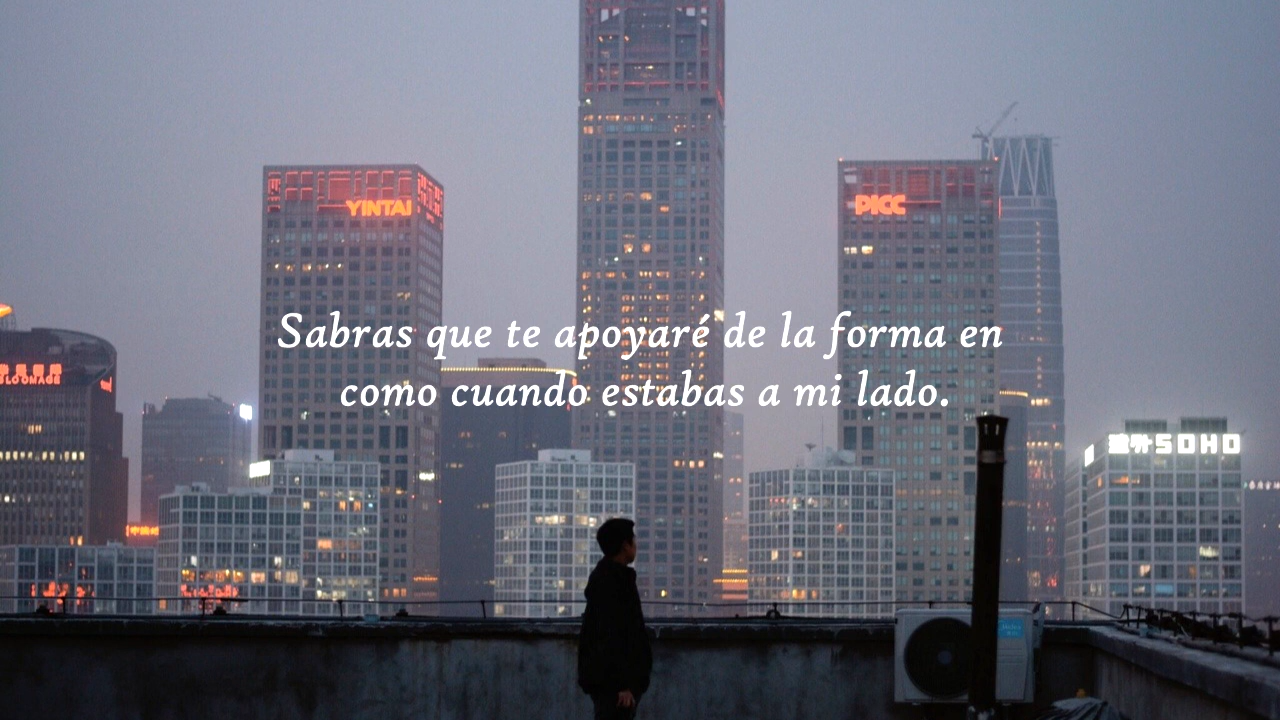 YINTAI
PICC
Sabras que te apoyaré de la forma en
como cuando estabas a mi lado.
SOHO